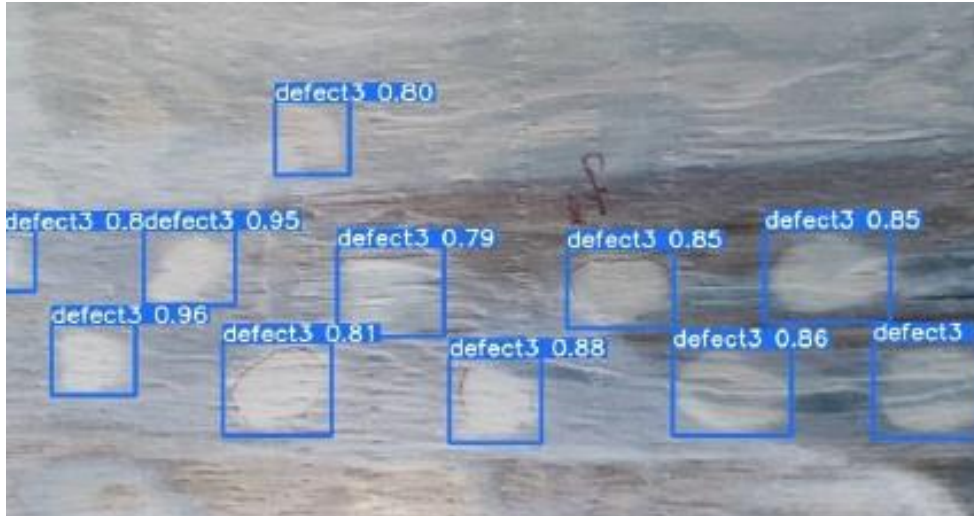 defect3 0.80
defect3 0.8
defect3 0.95
defect3 0.79
defect3 0.85
defect3 0.85
defect3 0.96
defect3 0.81
defect3 0.88
defect3 0.86
defect3